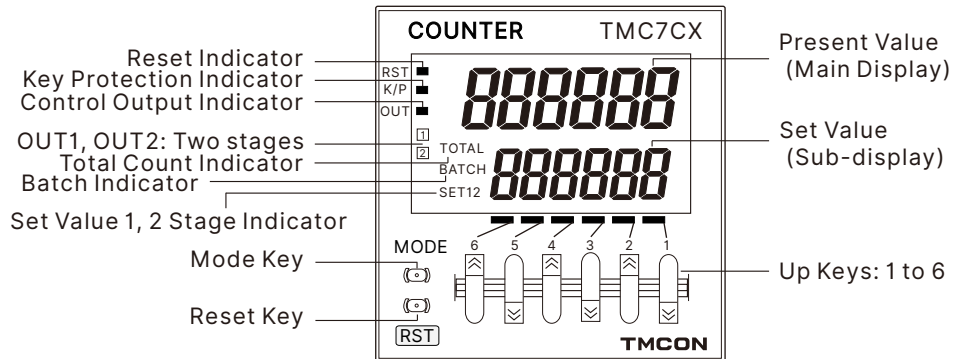 COUNTER TMC7CX
Reset Indicator
Key Protection Indicator
Control Output Indicator
OUT1, OUT2: Two stages
Total Count Indicator
Batch Indicator
Set Value 1, 2 Stage Indicator
Mode Key
Reset Key
RST
K/P
OUT
1
2
TOTAL
BATCH
SET12
888888
888888
Present Value
(Main Display)
Set Value
(Sub-display)
MODE
6 5 4 3 2 1
Up Keys: 1 to 6
RST
TMCON